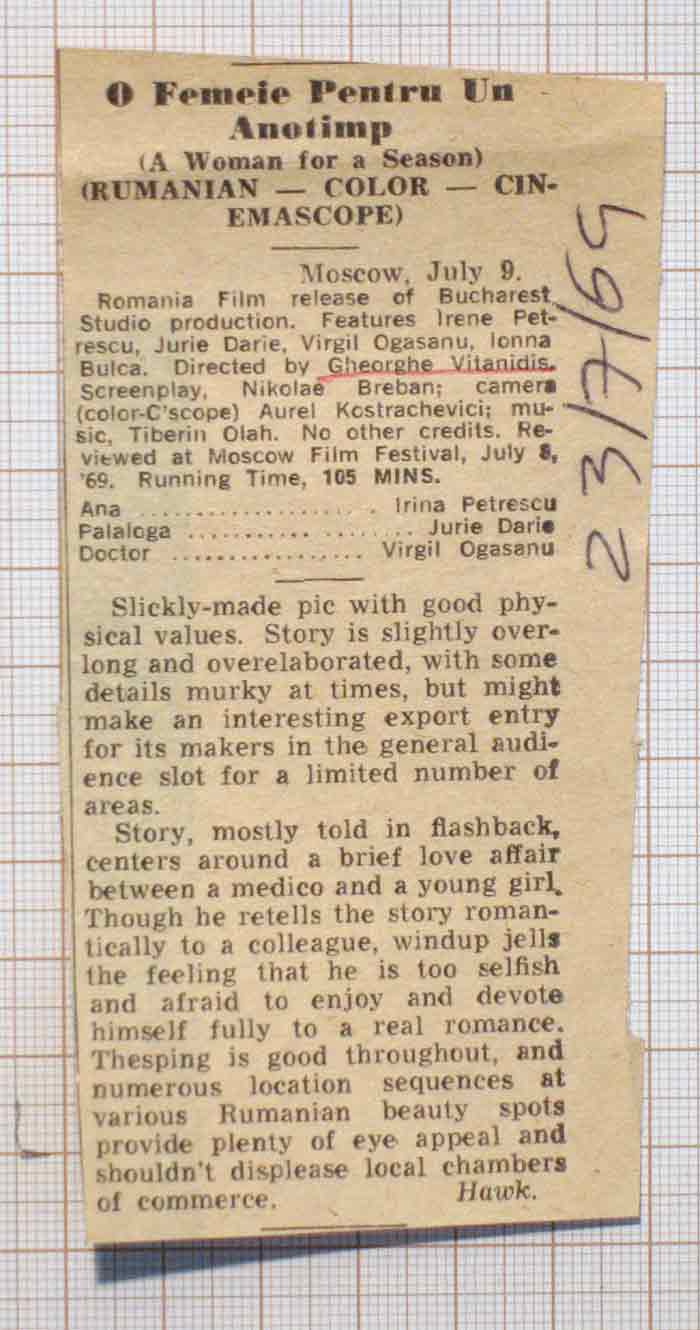 O Femeie Pentru Un
Anotimp
(A Woman for a Season)
(RUMANIAN — COLOR — CIN-
EMASCOPE)
Moscow, July 9.
Romania Film release of Bucharest
Studio production. Features Irene Pet-
rescu, Jurie Darie, Virgil Ogasanu, Ionna
Bulca. Directed by Gheorghe Vitanidis.
Screenplay, Nikolae Breban; camera
(color-C'scope) Aurel Kostrachevici; mu-
sic, Tiberin Olah. No other credits. Re-
viewed at Moscow Film Festival, July 8,
'69. Running Time, 105 MINS.
Ana .................... Irina Petrescu
Palaloga .................... Jurie Darie
Doctor ................. Virgil Ogasanu
Slickly-made pic with good phy-
sical values. Story is slightly over-
long and overelaborated, with some
details murky at times, but might
make an interesting export entry
for its makers in the general audi-
ence slot for a limited number of
areas.
Story, mostly told in flashback,
centers around a brief love affair
between a medico and a young girl.
Though he retells the story roman-
tically to a colleague, windup jells
the feeling that he is too selfish
and afraid to enjoy and devote
himself fully to a real romance.
Thesping is good throughout, and
numerous location sequences at
various Rumanian beauty spots
provide plenty of eye appeal and
shouldn't displease local chambers
of commerce. Hawk.
23/7/69